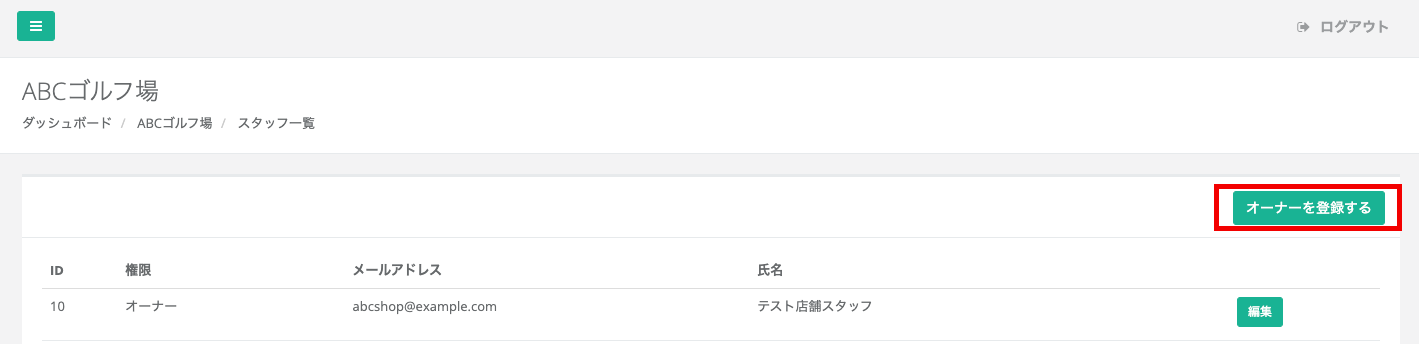 ログアウト
ABCゴルフ場
ダッシュボード / ABCゴルフ場 / スタッフ一覧
オーナーを登録する
ID 権限 メールアドレス 氏名
10 オーナー abcshop@example.com テスト店舗スタッフ 編集